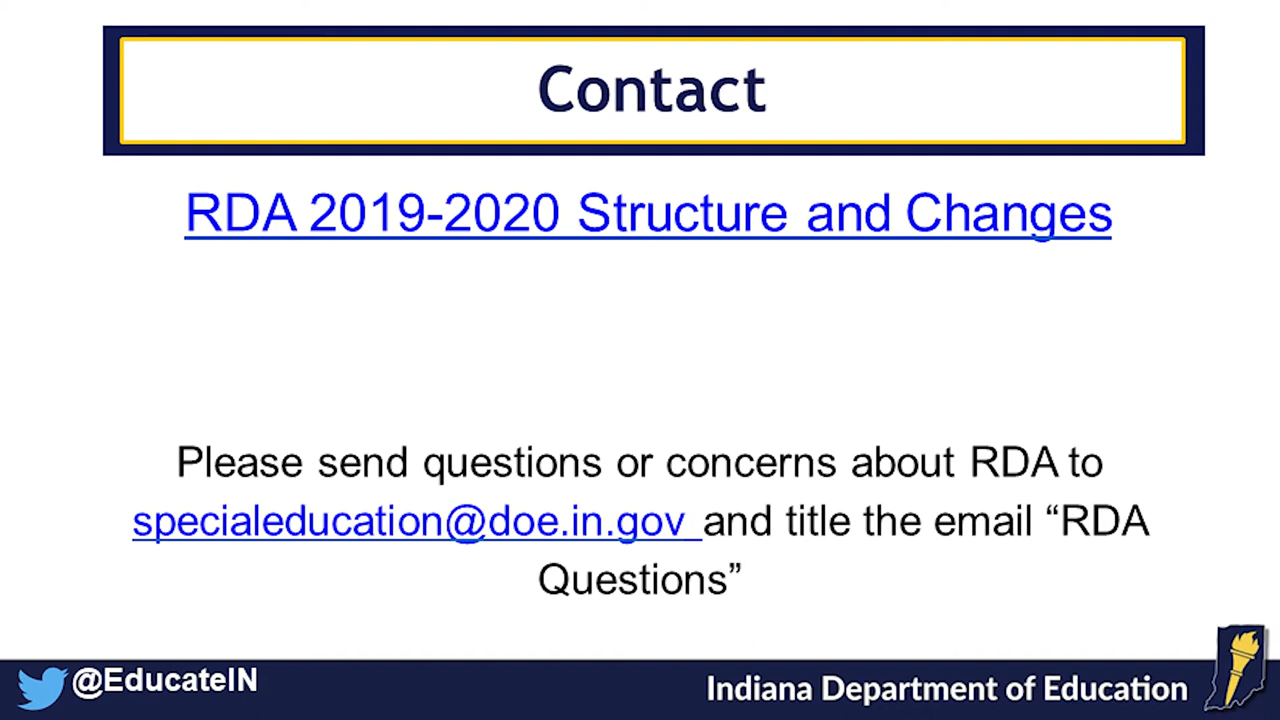 Contact
RDA 2019-2020 Structure and Changes
Please send questions or concerns about RDA to
specialeducation@doe.in.gov and title the email “RDA
Questions”
@EducateIN
Indiana Department of Education